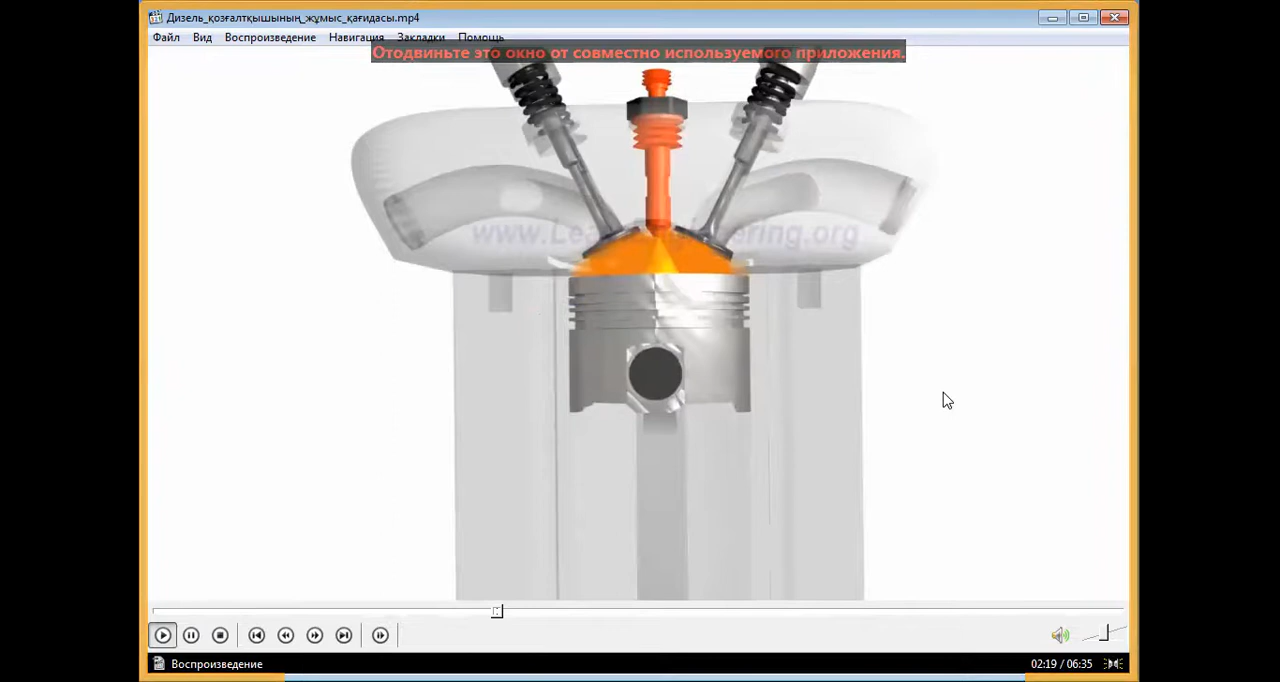 Дизель_қозғалтқышының_жұмыс_қағидасы.mp4
Файл Вид Воспроизведение Навигация Закладки Помощь
Отодвиньте это окно от совместно используемого приложения.
Воспроизведение
02:19 / 06:35